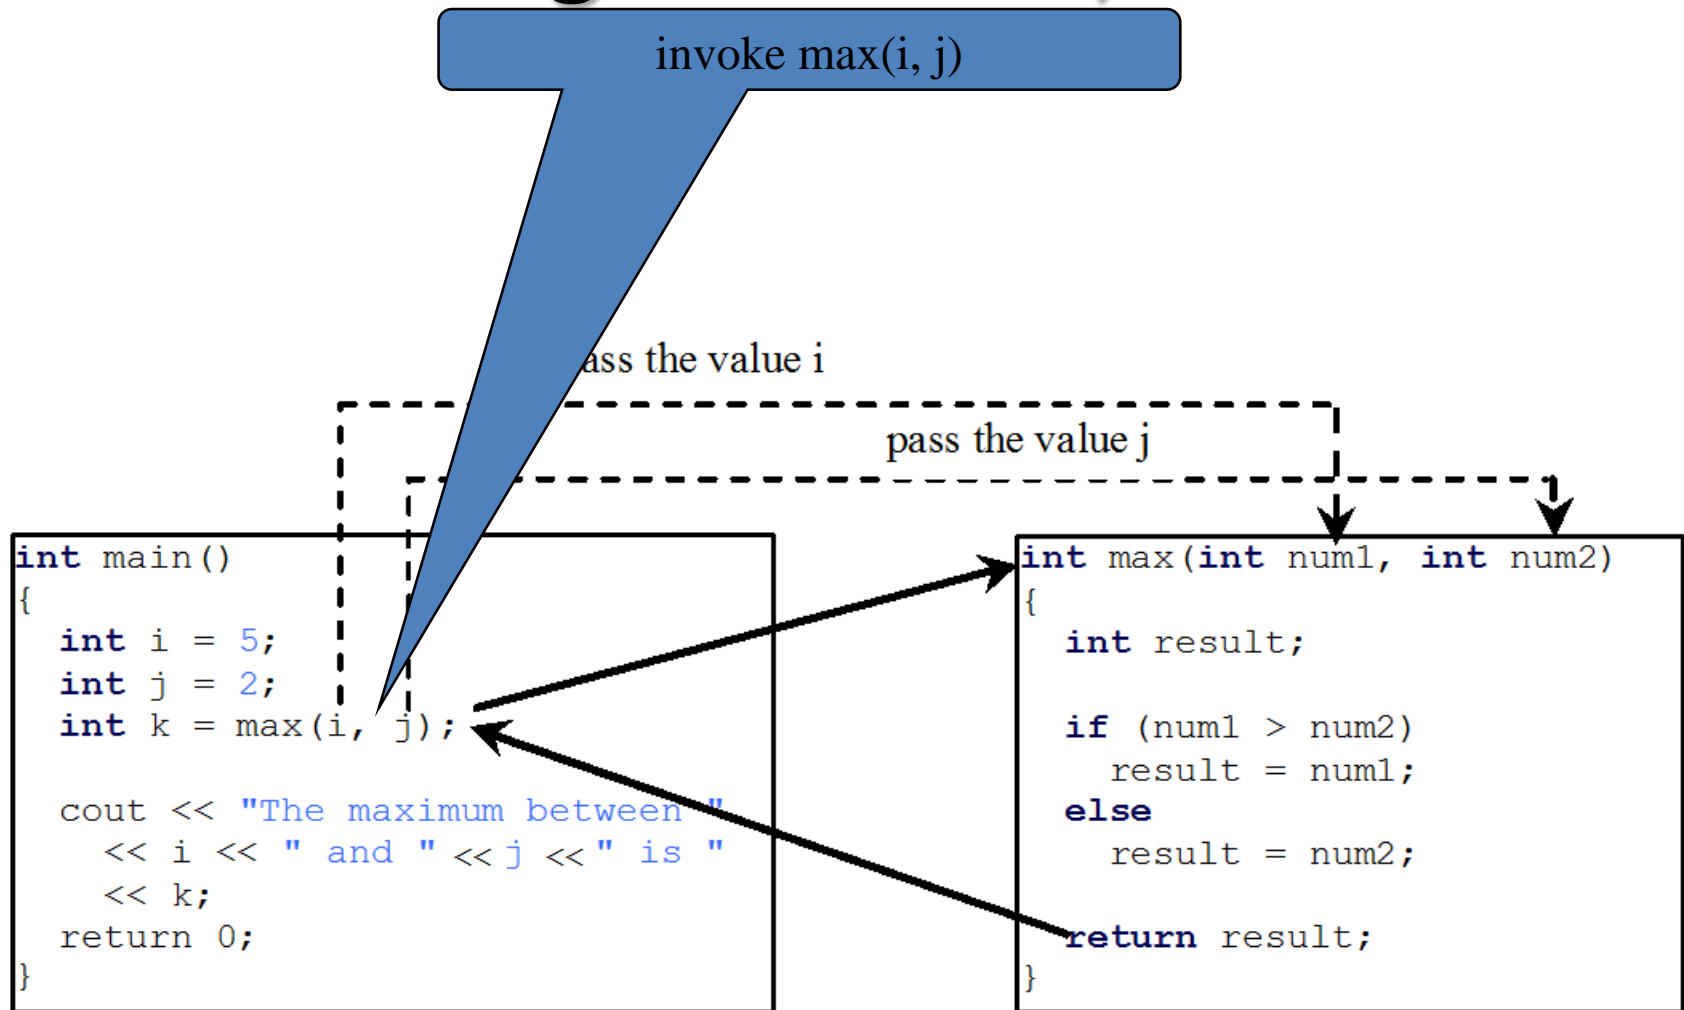 invoke max(i, j)
ass the value i
pass the value j
int main()
{
int i = 5;
int j = 2;
int k = max(i, j);
cout << "The maximum between "
<< i << " and " << j << " is "
<< k;
return 0;
}
int max(int num1, int num2)
{
int result;
if (num1 > num2)
result = num1;
else
result = num2;
return result;
}